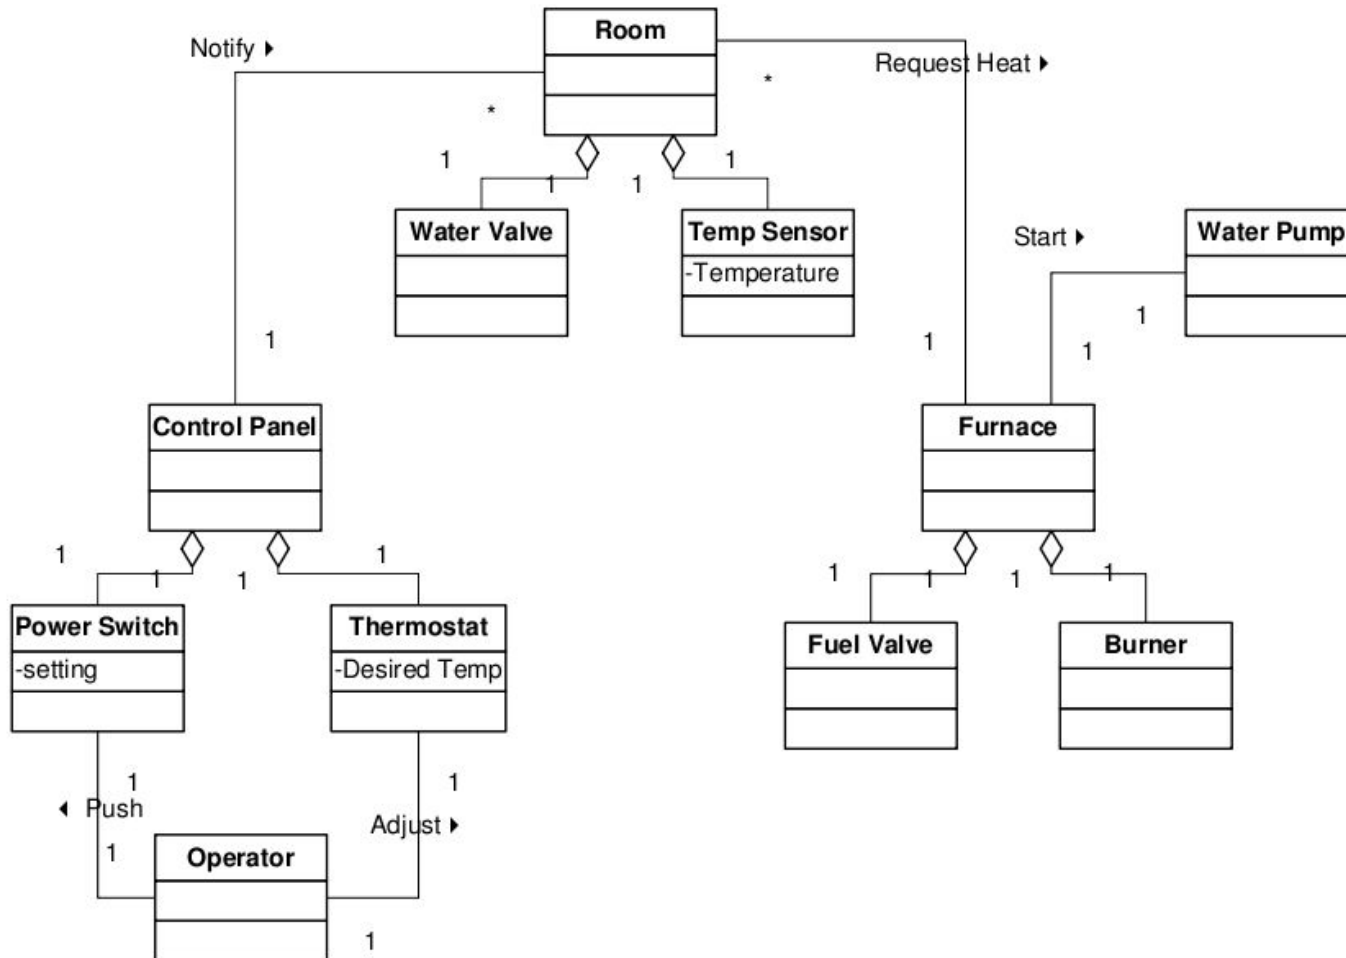 Room
Notify ▸
Request Heat ▸
*
*
1
1
1
1
Water Valve
Temp Sensor
-Temperature
Start ▸
Water Pump
1
1
1
1
Control Panel
Furnace
1
1
1
1
1
1
1
1
Power Switch
-setting
Thermostat
-Desired Temp
Fuel Valve
Burner
1
1
◂ Push
Adjust ▸
1
Operator
1